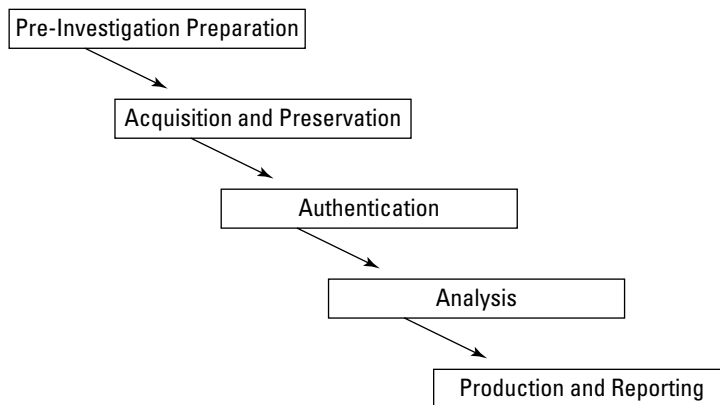 Pre-Investigation Preparation
Acquisition and Preservation
Authentication
Analysis
Production and Reporting